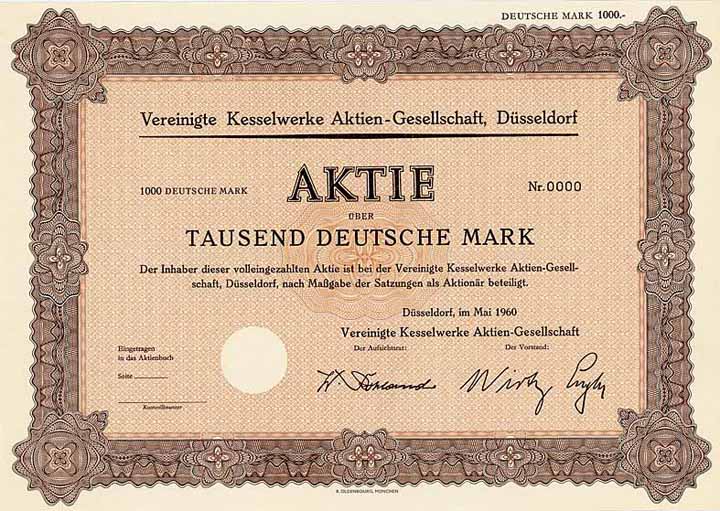 DEUTSCHE MARK 1000.-
Vereinigte Kesselwerke Aktien-Gesellschaft, Düsseldorf
1000 DEUTSCHE MARK AKTIE Nr. 0000
ÜBER
TAUSEND DEUTSCHE MARK
Der Inhaber dieser volleingezahlten Aktie ist bei der Vereinigte Kesselwerke Aktien-Gesell-
schaft, Düsseldorf, nach Maßgabe der Satzungen als Aktionär beteiligt.
Düsseldorf, im Mai 1960
Vereinigte Kesselwerke Aktien-Gesellschaft
Der Aufsichtsrat: Der Vorstand:
Eingetragen
in das Aktienbuch
Seite
Kontrollbeamter
R. OLDENBOURG, MÜNCHEN